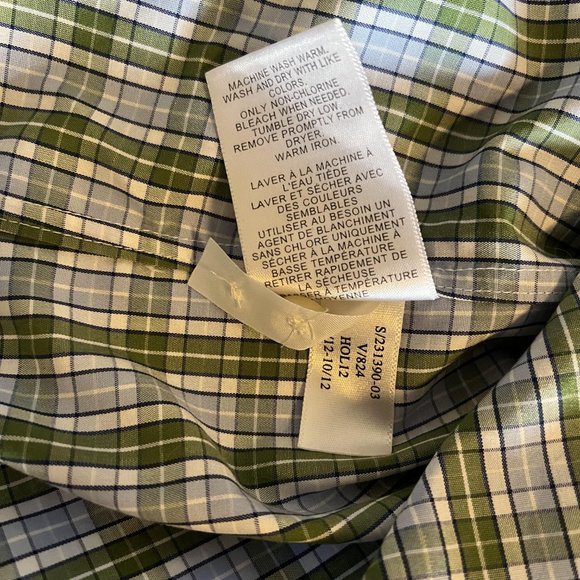 MACHINE WASH WARM,
WASH AND DRY WITH LIKE
COLORS.
ONLY NON-CHLORINE
BLEACH WHEN NEEDED.
TUMBLE DRY LOW.
REMOVE PROMPTLY FROM
DRYER.
WARM IRON.
LAVER À LA MACHINE À
L'EAU TIÈDE
LAVER ET SÉCHER AVEC
DES COULEURS
SEMBLABLES
UTILISER AU BESOIN UN
AGENT DE BLANCHIMENT
SANS CHLORE UNIQUEMENT
SÉCHER À LA MACHINE À
BASSE TEMPÉRATURE
RETIRER RAPIDEMENT DE
LA SÉCHEUSE
À TEMPÉRATURE
S/231390-03
V/824
HOL12
'12-10/12